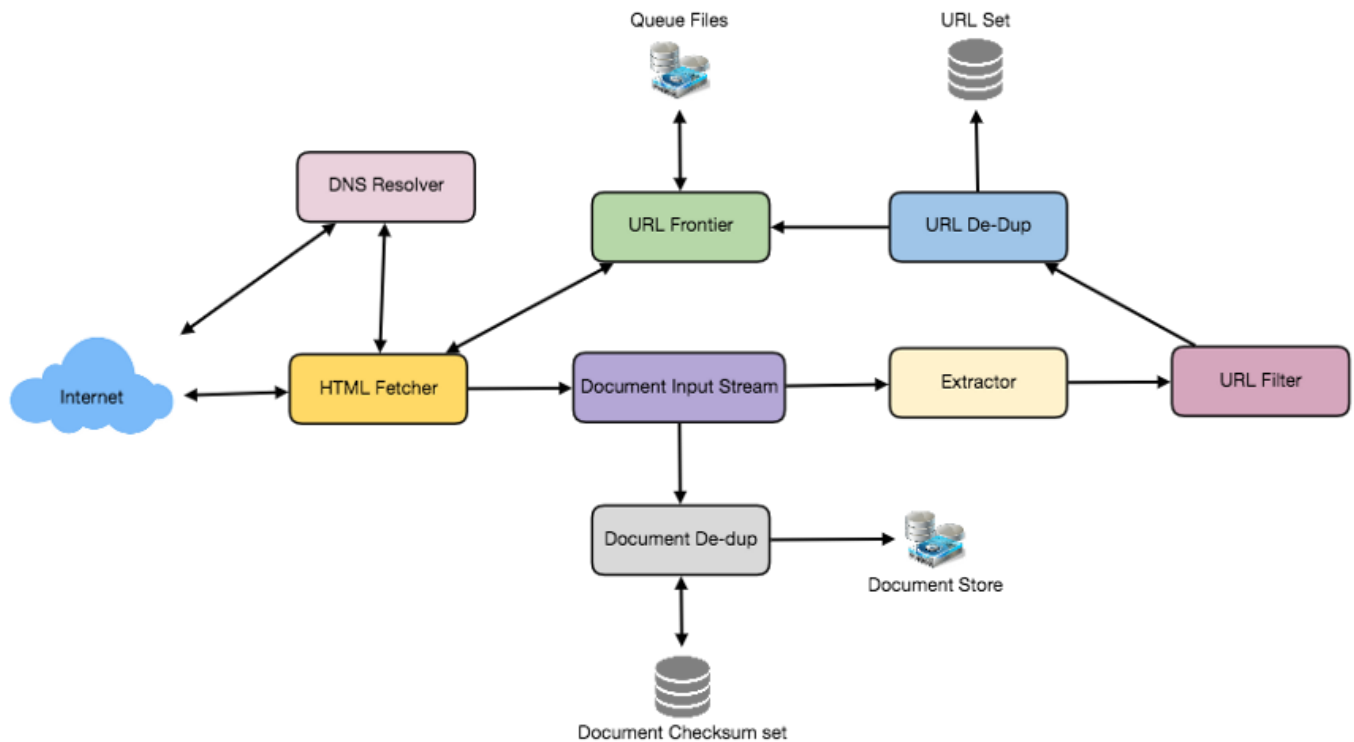 Queue Files
URL Set
DNS Resolver
URL Frontier
URL De-Dup
Internet
HTML Fetcher
Document Input Stream
Extractor
URL Filter
Document De-dup
Document Store
Document Checksum set